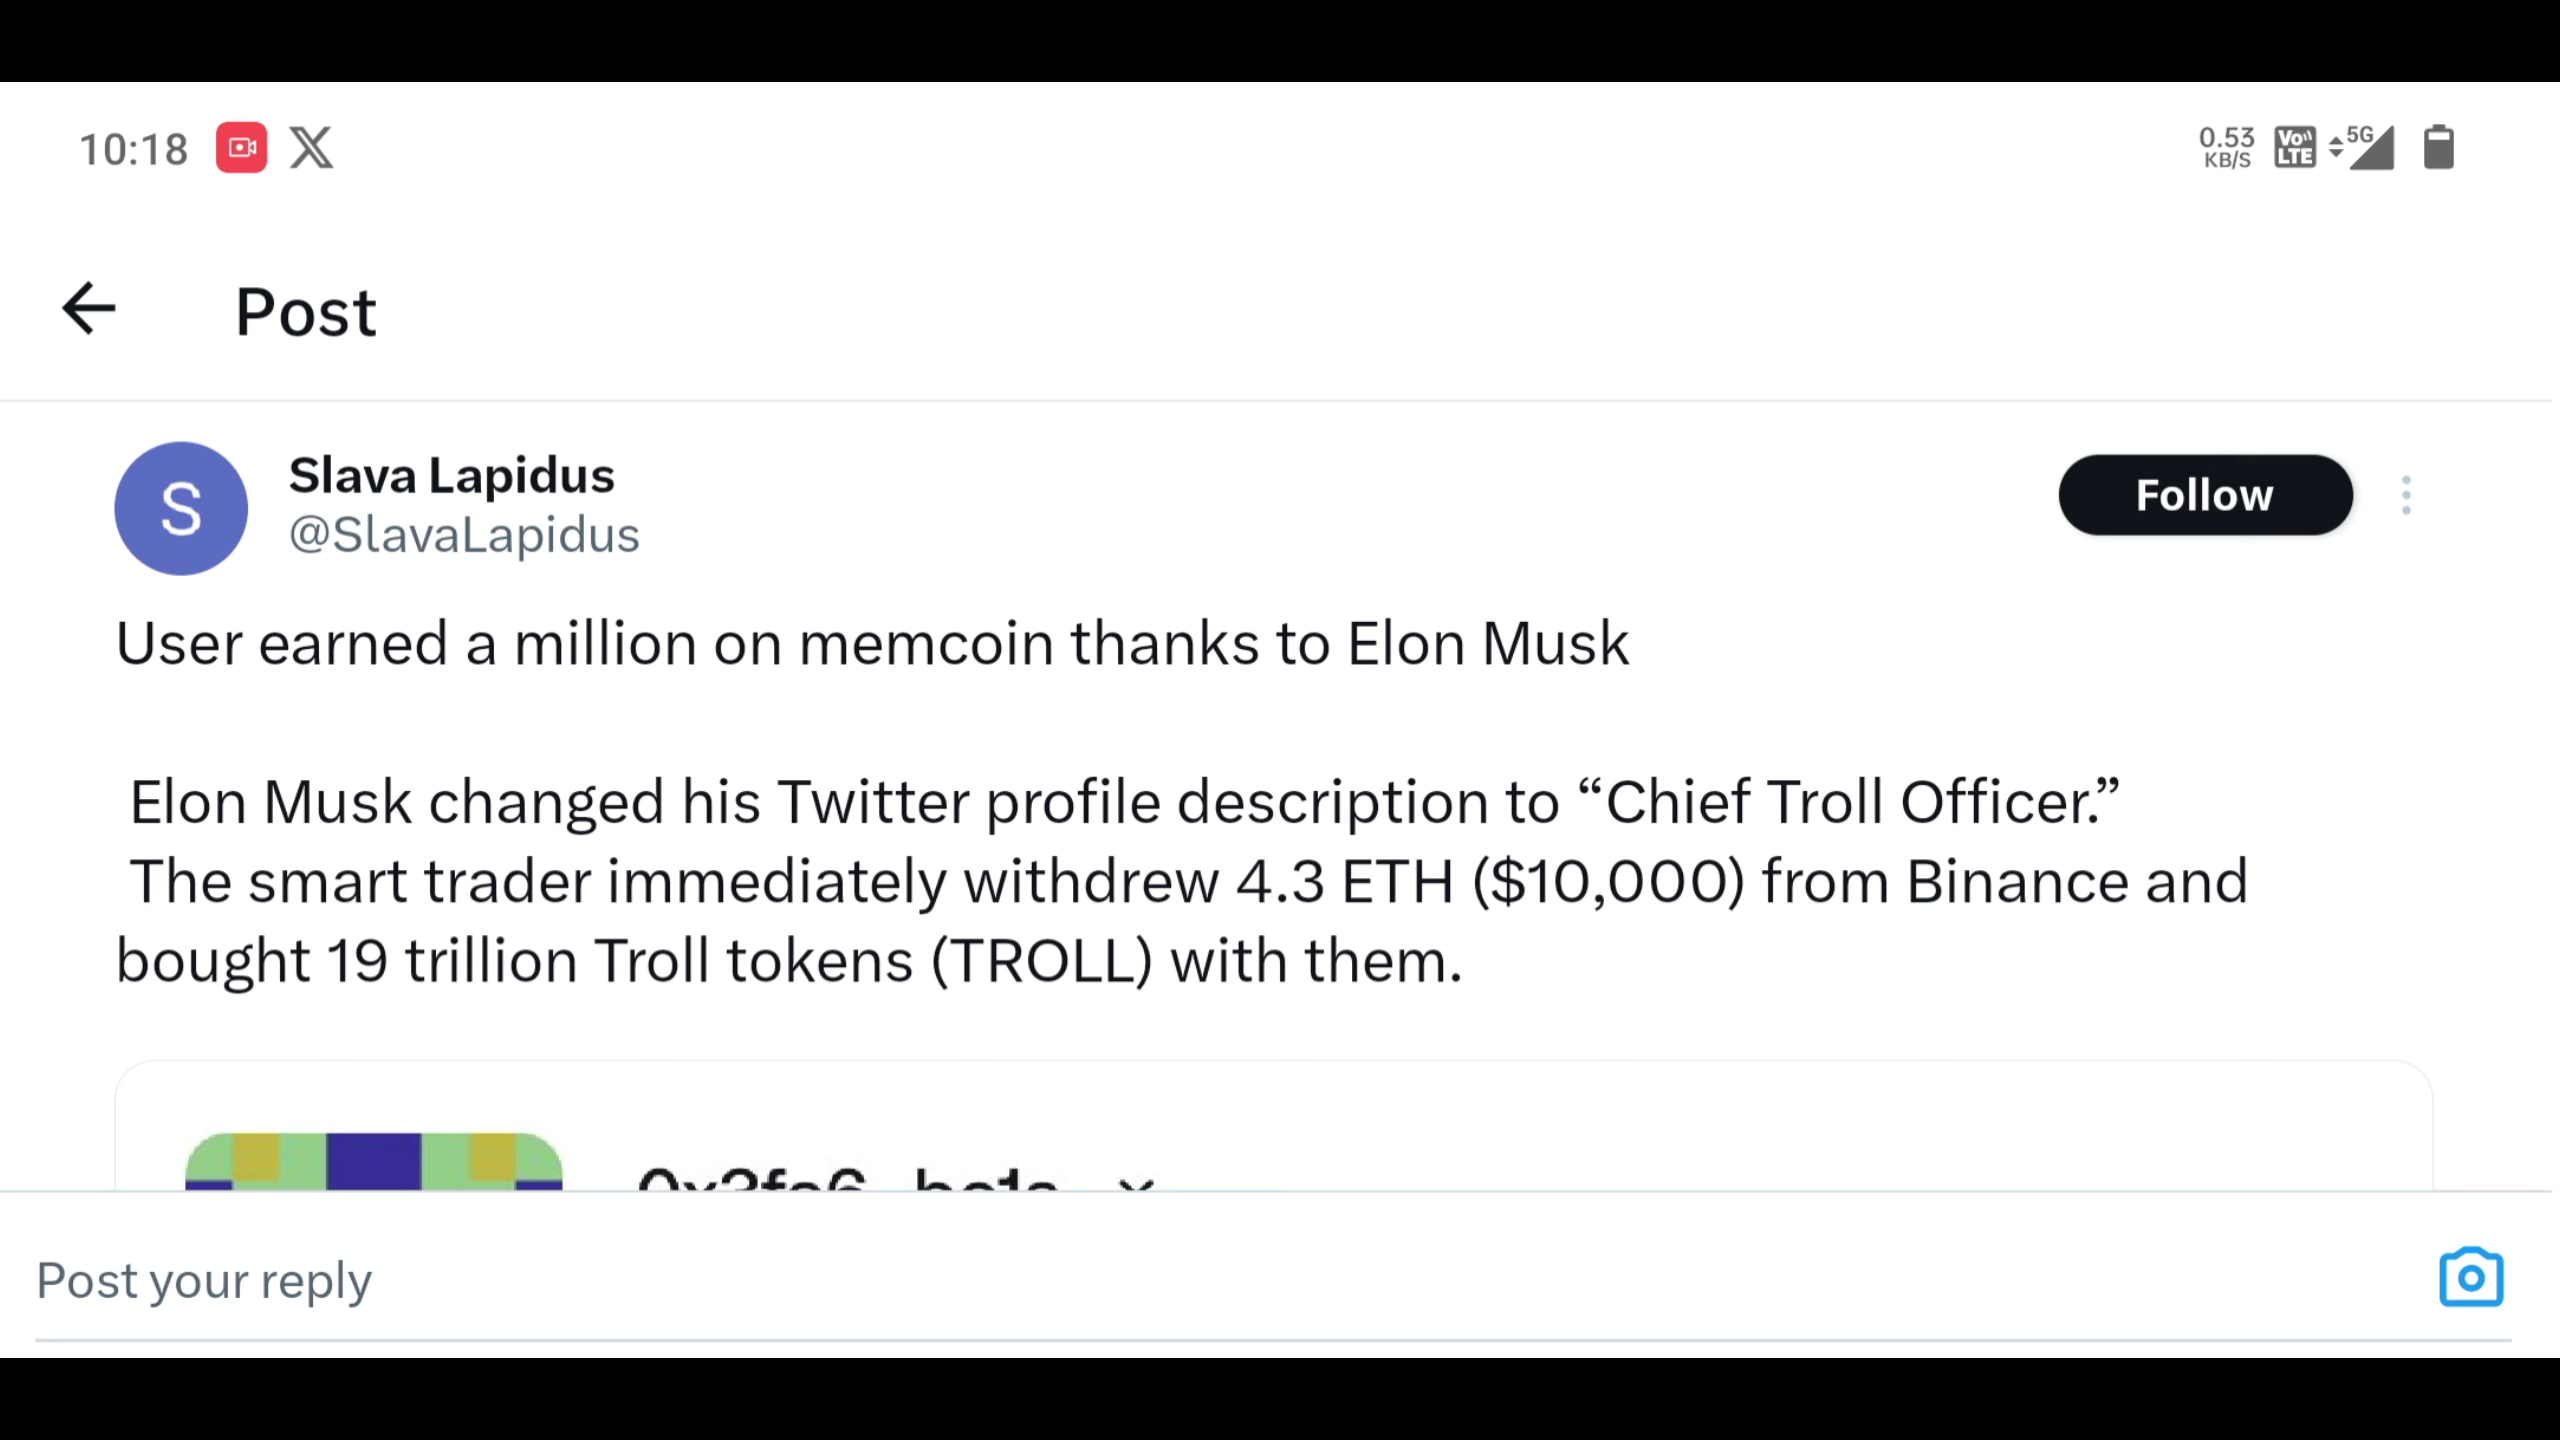 10:18
0.53
KB/S
Vo
LTE
5G
Post
S
Slava Lapidus
@SlavaLapidus
Follow
User earned a million on memcoin thanks to Elon Musk
Elon Musk changed his Twitter profile description to “Chief Troll Officer.”
The smart trader immediately withdrew 4.3 ETH ($10,000) from Binance and
bought 19 trillion Troll tokens (TROLL) with them.
Post your reply